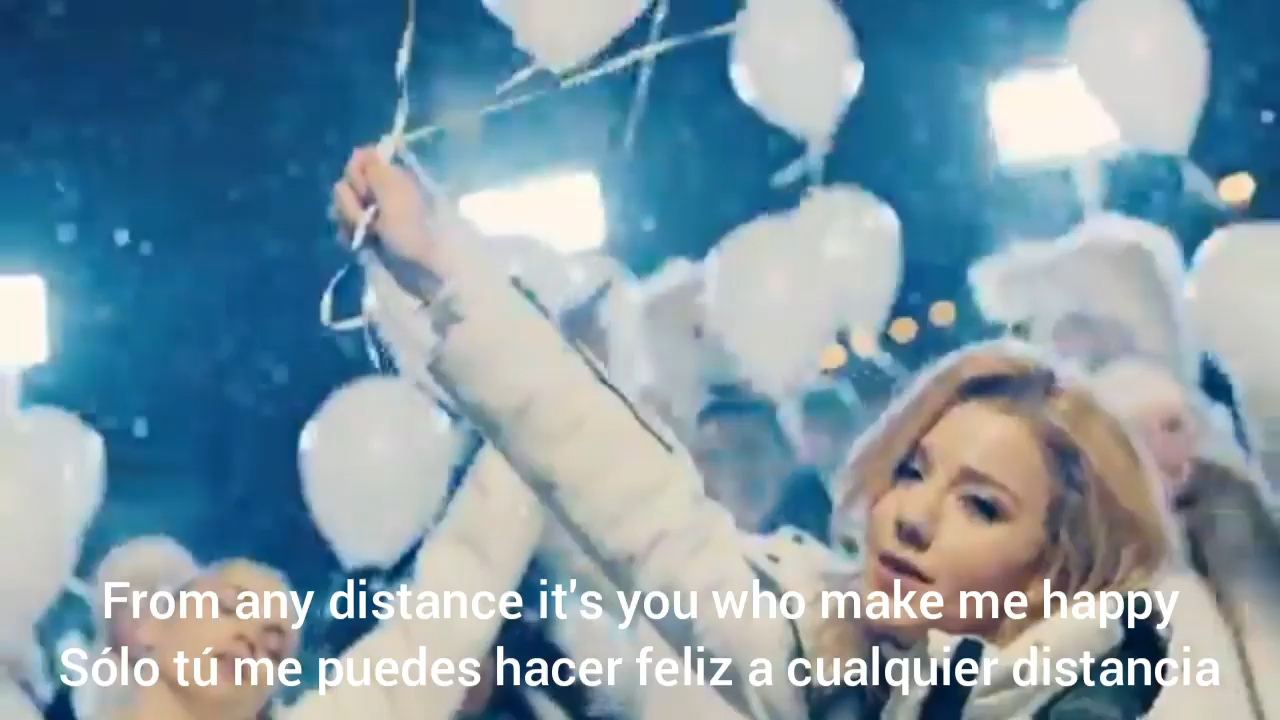 From any distance it's you who make me happy
Sólo tú me puedes hacer feliz a cualquier distancia